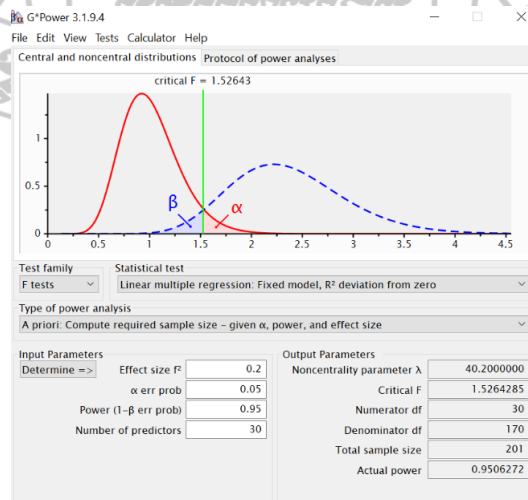 G*Power 3.1.9.4
File Edit View Tests Calculator Help
Central and noncentral distributions Protocol of power analyses
critical F = 1.52643
1
0.5
0
β
α
0 0.5 1 1.5 2 2.5 3 3.5 4 4.5
Test family Statistical test
F tests Linear multiple regression: Fixed model, R² deviation from zero
Type of power analysis
A priori: Compute required sample size – given α, power, and effect size
Input Parameters Output Parameters
Determine => Effect size f² 0.2 Noncentrality parameter λ 40.2000000
α err prob 0.05 Critical F 1.5264285
Power (1-β err prob) 0.95 Numerator df 30
Number of predictors 30 Denominator df 170
Total sample size 201
Actual power 0.9506272